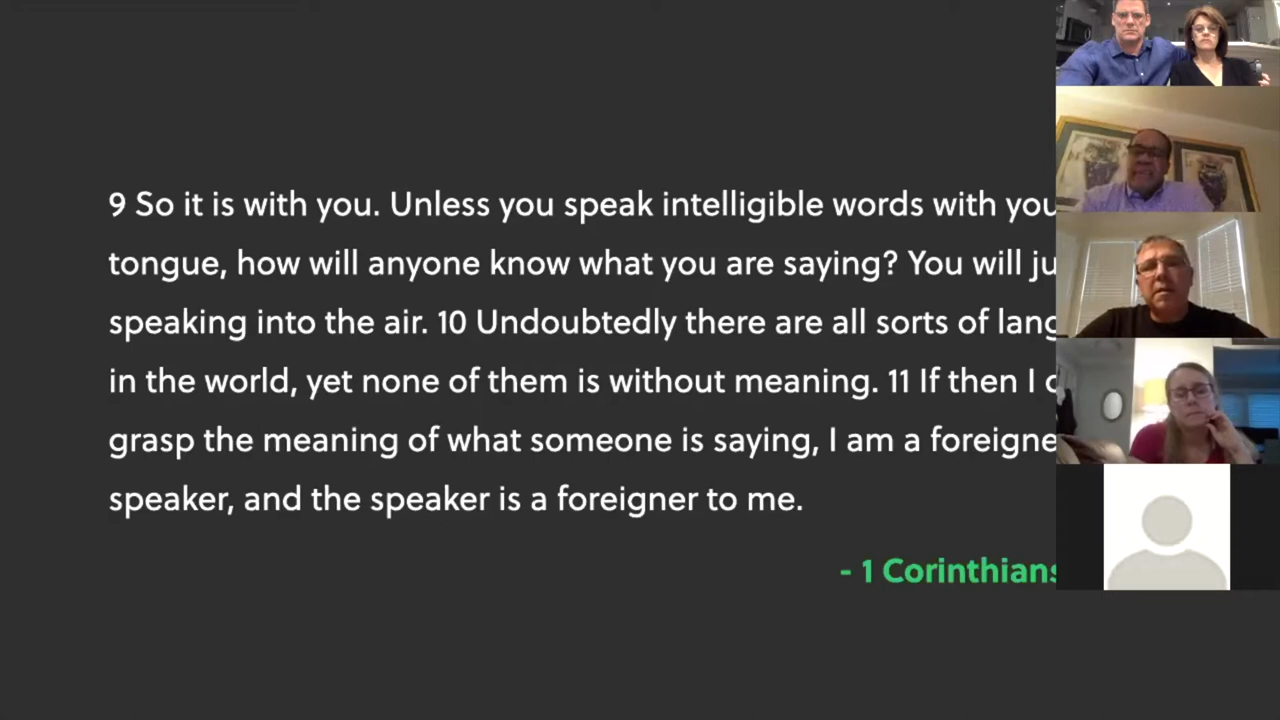 9 So it is with you. Unless you speak intelligible words with you
tongue, how will anyone know what you are saying? You will ju
speaking into the air. 10 Undoubtedly there are all sorts of lang
in the world, yet none of them is without meaning. 11 If then I
grasp the meaning of what someone is saying, I am a foreigne
speaker, and the speaker is a foreigner to me.
- 1 Corinthians